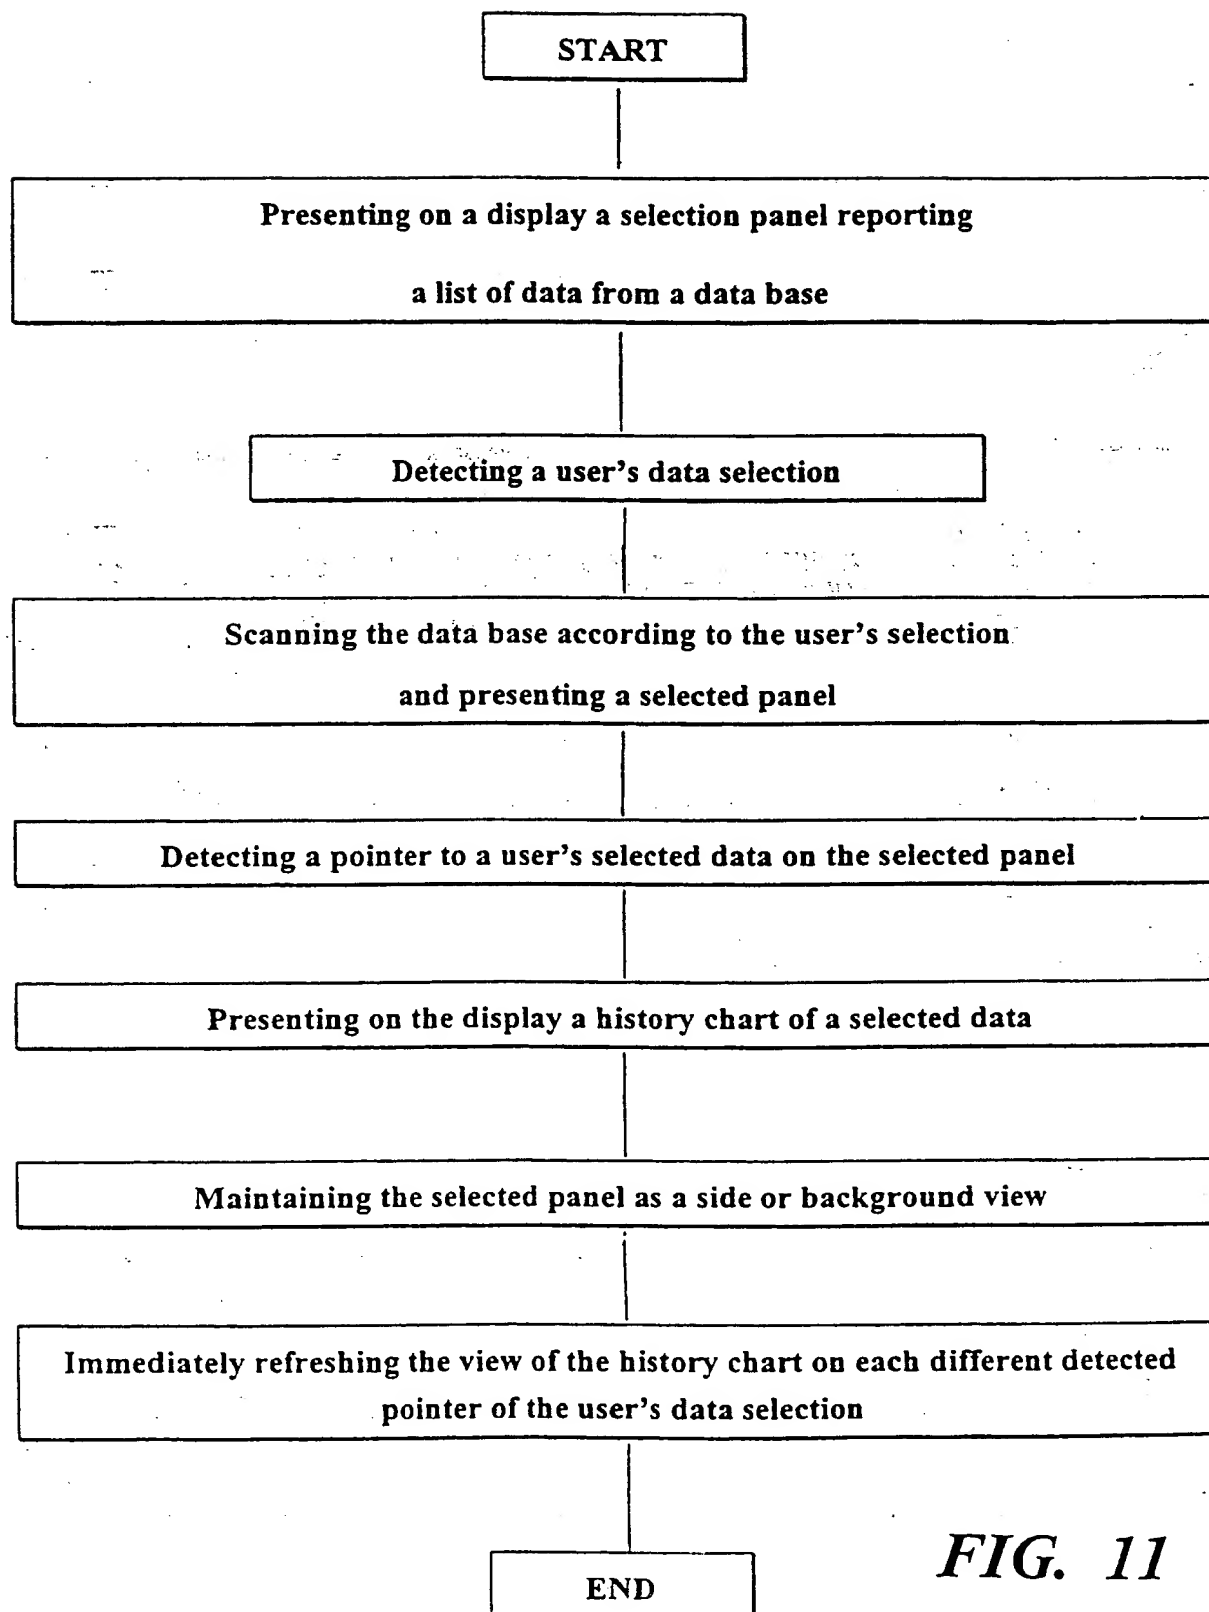 START
Presenting on a display a selection panel reporting
a list of data from a data base
Detecting a user's data selection
Scanning the data base according to the user's selection
and presenting a selected panel
Detecting a pointer to a user's selected data on the selected panel
Presenting on the display a history chart of a selected data
Maintaining the selected panel as a side or background view
Immediately refreshing the view of the history chart on each different detected
pointer of the user's data selection
END
FIG. 11